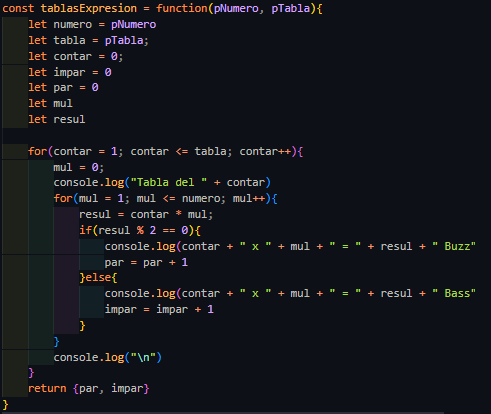 const tablasExpresion = function(pNumero, pTabla){
    let numero = pNumero
    let tabla = pTabla;
    let contar = 0;
    let impar = 0
    let par = 0
    let mul
    let resul

    for(contar = 1; contar <= tabla; contar++){
        mul = 0;
        console.log("Tabla del " + contar)
        for(mul = 1; mul <= numero; mul++){
            resul = contar * mul;
            if(resul % 2 == 0){
                console.log(contar + " x " + mul + " = " + resul + " Buzz"
                par = par + 1
            }else{
                console.log(contar + " x " + mul + " = " + resul + " Bass"
                impar = impar + 1
            }
        }
        console.log("\n")
    }
    return {par, impar}
}